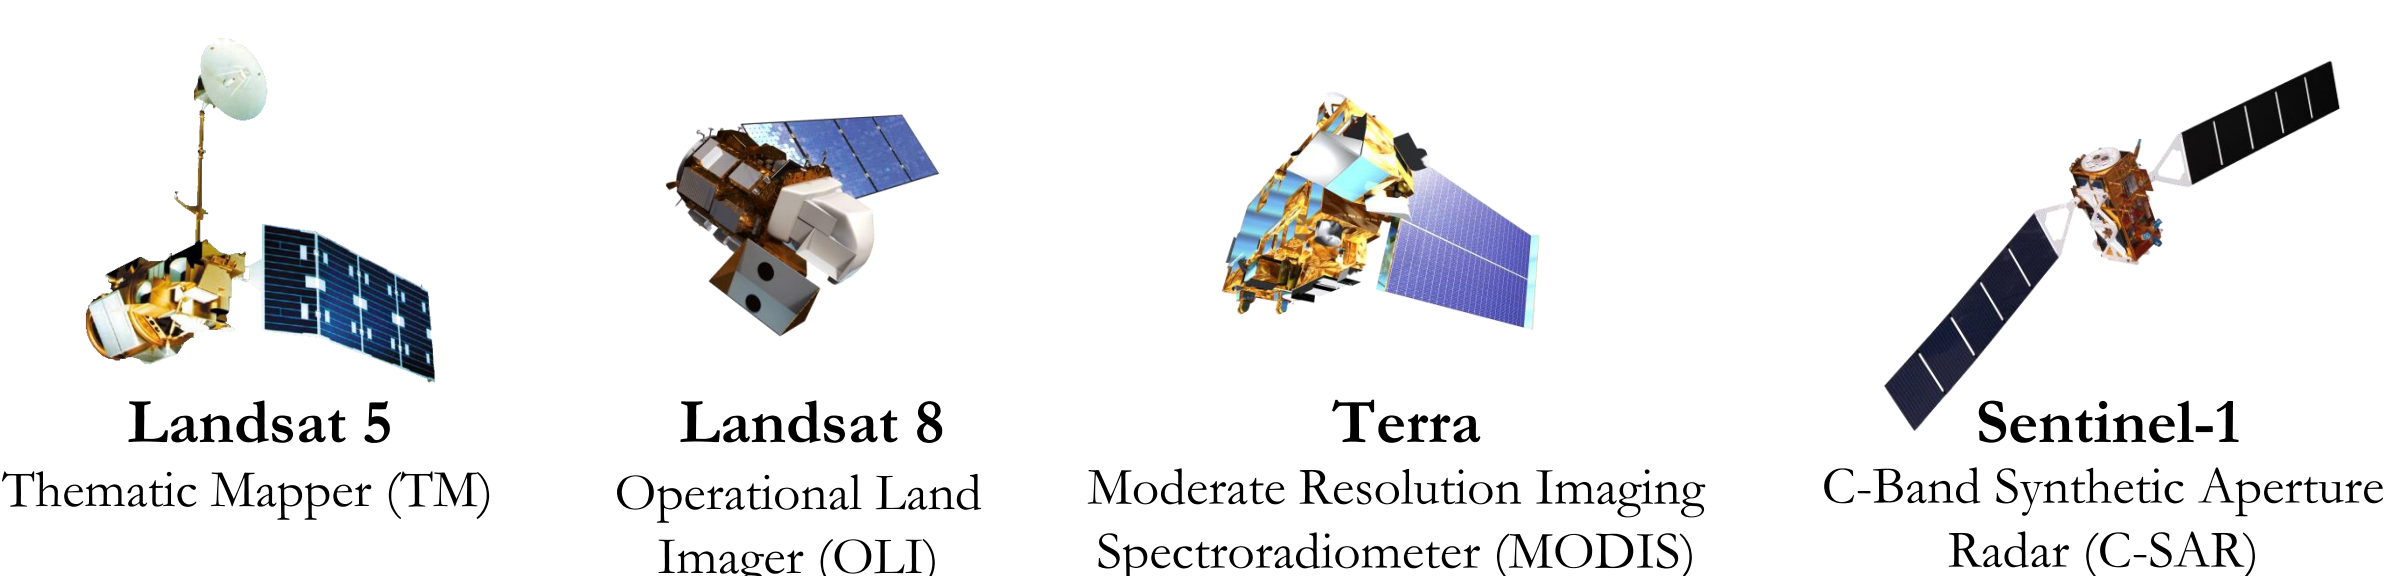 Landsat 5
Thematic Mapper (TM)
Landsat 8
Operational Land
Imager (OLI)
Terra
Moderate Resolution Imaging
Spectroradiometer (MODIS)
Sentinel-1
C-Band Synthetic Aperture
Radar (C-SAR)